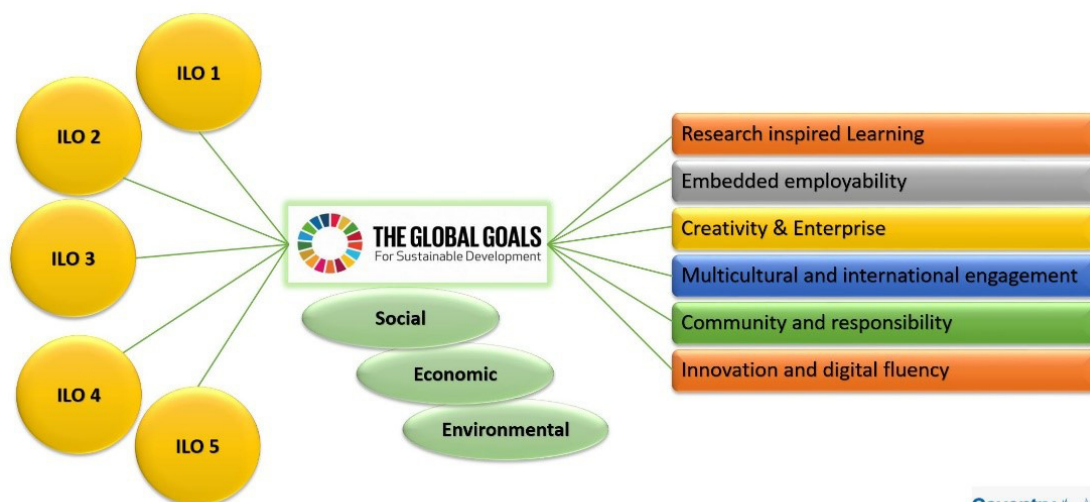 ILO 1
ILO 2
ILO 3
ILO 4
ILO 5
THE GLOBAL GOALS
For Sustainable Development
Social
Economic
Environmental
Research inspired Learning
Embedded employability
Creativity & Enterprise
Multicultural and international engagement
Community and responsibility
Innovation and digital fluency